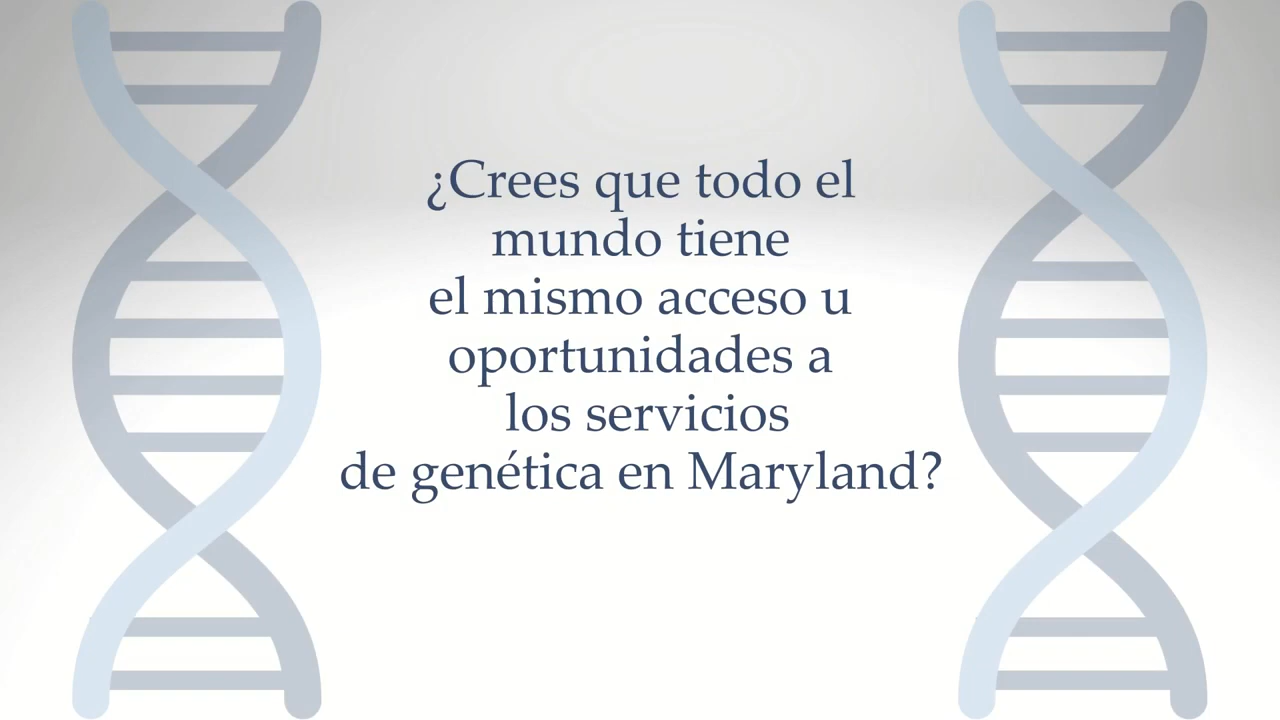 ¿Crees que todo el
mundo tiene
el mismo acceso u
oportunidades a
los servicios
de genética en Maryland?